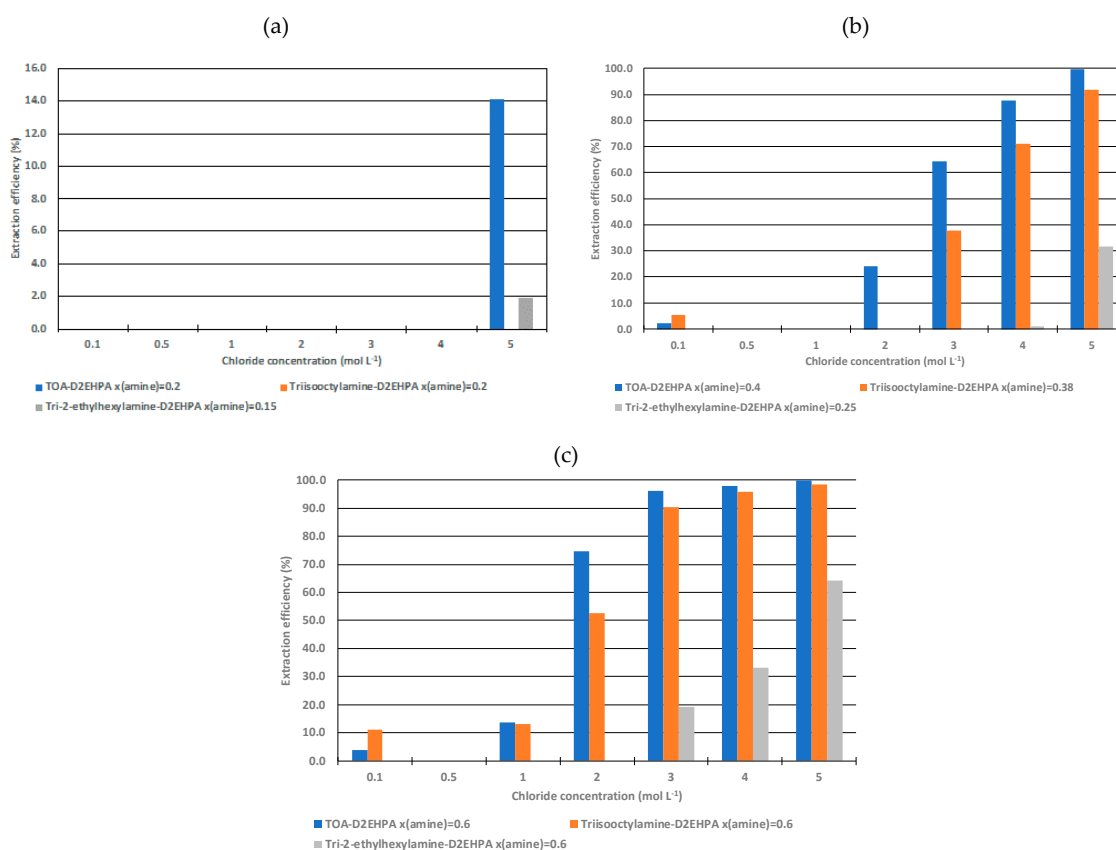 (a)
16.0
14.0
12.0
10.0
8.0
6.0
4.0
2.0
0.0
Extraction efficiency (%)
0.1 0.5 1 2 3 4 5
Chloride concentration (mol L-1)
TOA-D2EHPA x(amine)=0.2 Triisooctylamine-D2EHPA x(amine)=0.2
Tri-2-ethylhexylamine-D2EHPA x(amine)=0.15
(b)
100.0
90.0
80.0
70.0
60.0
50.0
40.0
30.0
20.0
10.0
0.0
Extraction efficiency (%)
0.1 0.5 1 2 3 4 5
Chloride concentration (mol L-1)
TOA-D2EHPA x(amine)=0.4 Triisooctylamine-D2EHPA x(amine)=0.38
Tri-2-ethylhexylamine-D2EHPA x(amine)=0.25
(c)
100.0
90.0
80.0
70.0
60.0
50.0
40.0
30.0
20.0
10.0
0.0
Extraction efficiency (%)
0.1 0.5 1 2 3 4 5
Chloride concentration (mol L-1)
TOA-D2EHPA x(amine)=0.6 Triisooctylamine-D2EHPA x(amine)=0.6
Tri-2-ethylhexylamine-D2EHPA x(amine)=0.6